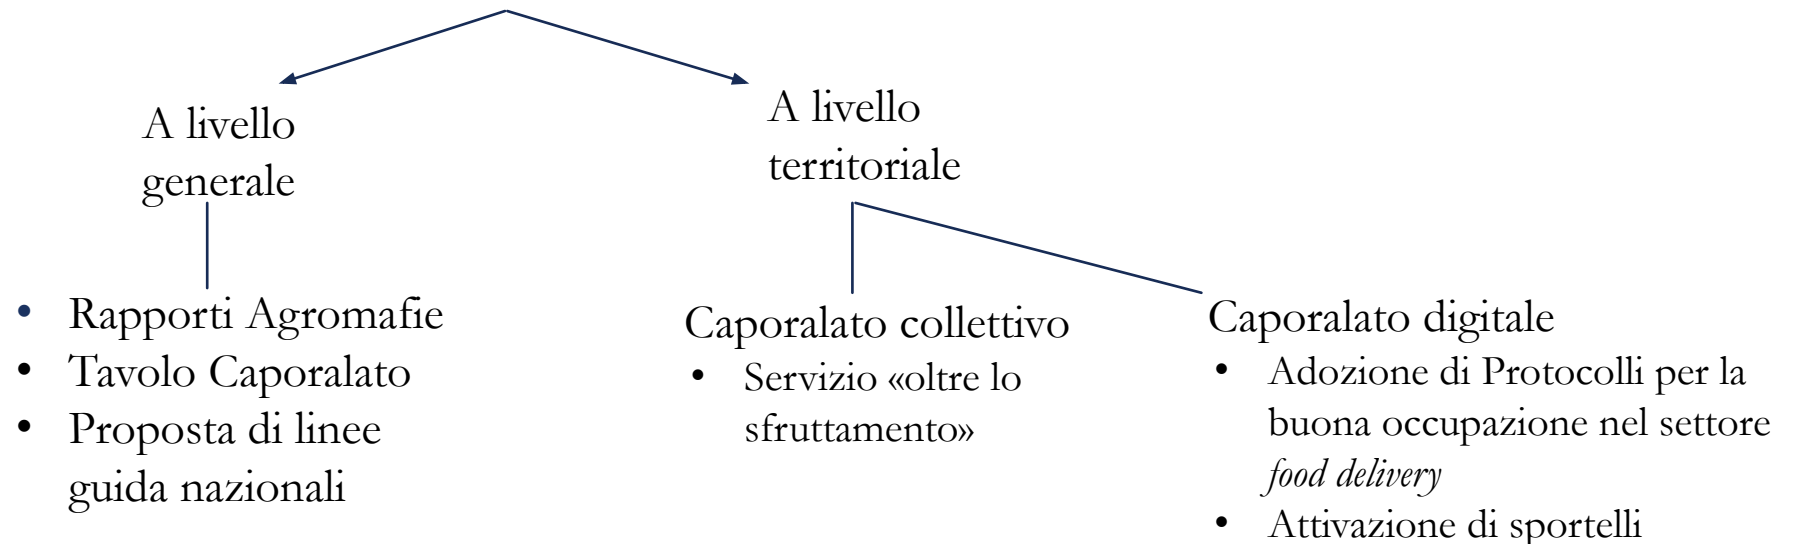 A livello
generale
A livello
territoriale
• Rapporti Agromafie
• Tavolo Caporalato
• Proposta di linee
guida nazionali
Caporalato collettivo
• Servizio «oltre lo
sfruttamento»
Caporalato digitale
• Adozione di Protocolli per la
buona occupazione nel settore
food delivery
• Attivazione di sportelli